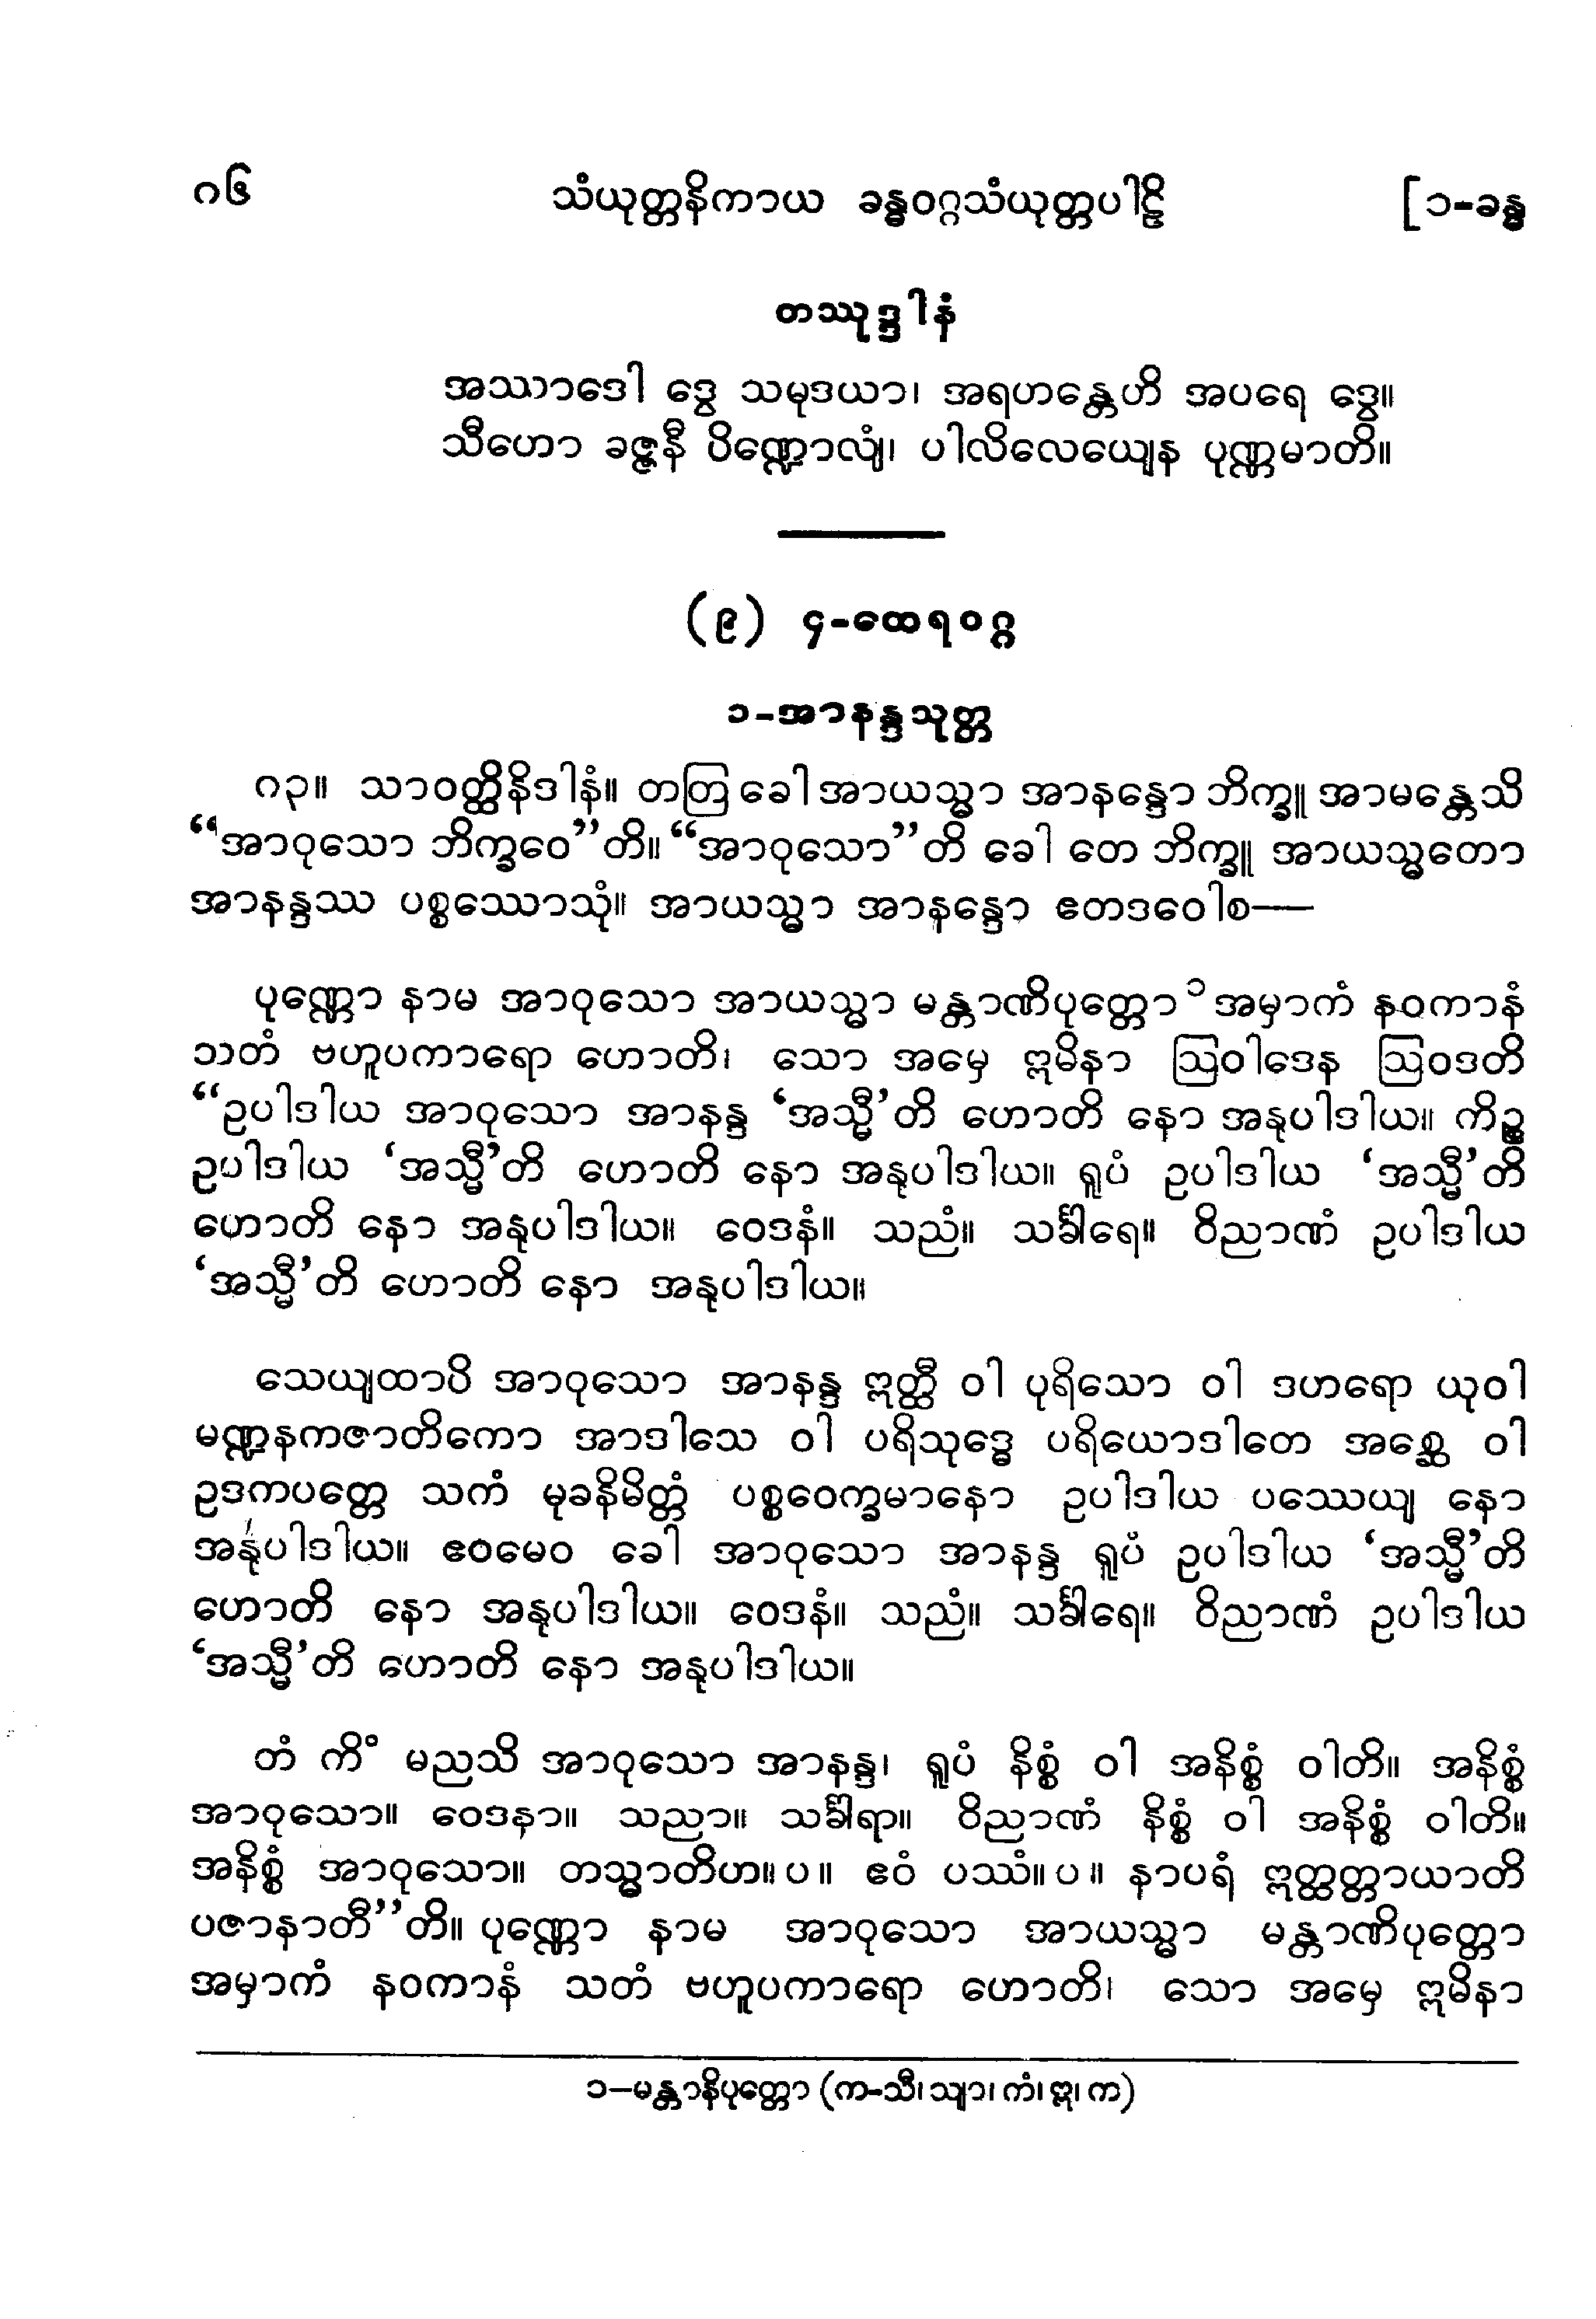 ၈၆ သံယုတ္တနိကာယ ခန္ဓဝဂ္ဂသံယုတ္တပါဠိ [၁-ခန္ဓ
တဿုဒ္ဒါနံ
အဿာဒေါ ဒွေ သမုဒယာ၊ အရဟန္တေဟိ အပရေ ဒွေ။
သီဟော ခဇ္ဇနီ ပိဏ္ဍောလျံ၊ ပါလိလေယျေန ပုဏ္ဏမာတိ။
(၉) ၄-ထေရဝဂ္ဂ
၁-အာနန္ဒသုတ္တ
၈၃။ သာဝတ္ထိနိဒါနံ။ တတြ ခေါ အာယသ္မာ အာနန္ဒော ဘိက္ခူ အာမန္တေသိ
“အာဝုသော ဘိက္ခဝေ”တိ။ “အာဝုသော”တိ ခေါ တေ ဘိက္ခူ အာယသ္မတော
အာနန္ဒဿ ပစ္စဿောသုံ။ အာယသ္မာ အာနန္ဒော ဧတဒဝေါစ—
ပုဏ္ဏော နာမ အာဝုသော အာယသ္မာ မန္တာဏိပုတ္တော ၁ အမှာကံ နဝကာနံ
သတံ ဗဟူပကာရော ဟောတိ၊ သော အမှေ ဣမိနာ ဩဝါဒေန ဩဝဒတိ
“ဥပါဒါယ အာဝုသော အာနန္ဒ ‘အသ္မီ’တိ ဟောတိ နော အနုပါဒါယ။ ကိဉ္စ
ဥပါဒါယ ‘အသ္မီ’တိ ဟောတိ နော အနုပါဒါယ။ ရူပံ ဥပါဒါယ ‘အသ္မီ’တိ
ဟောတိ နော အနုပါဒါယ။ ဝေဒနံ။ သညံ။ သင်္ခါရေ။ ဝိညာဏံ ဥပါဒါယ
‘အသ္မီ’တိ ဟောတိ နော အနုပါဒါယ။
သေယျထာပိ အာဝုသော အာနန္ဒ ဣတ္ထီ ဝါ ပုရိသော ဝါ ဒဟရော ယုဝါ
မဏ္ဍနကဇာတိကော အာဒါသေ ဝါ ပရိသုဒ္ဓေ ပရိယောဒါတေ အစ္ဆေ ဝါ
ဥဒကပတ္တေ သကံ မုခနိမိတ္တံ ပစ္စဝေက္ခမာနော ဥပါဒါယ ပဿေယျ နော
အနုပါဒါယ။ ဧဝမေဝ ခေါ အာဝုသော အာနန္ဒ ရူပံ ဥပါဒါယ ‘အသ္မီ’တိ
ဟောတိ နော အနုပါဒါယ။ ဝေဒနံ။ သညံ။ သင်္ခါရေ။ ဝိညာဏံ ဥပါဒါယ
‘အသ္မီ’တိ ဟောတိ နော အနုပါဒါယ။
တံ ကိံ မညသိ အာဝုသော အာနန္ဒ၊ ရူပံ နိစ္စံ ဝါ အနိစ္စံ ဝါတိ။ အနိစ္စံ
အာဝုသော။ ဝေဒနာ။ သညာ။ သင်္ခါရာ။ ဝိညာဏံ နိစ္စံ ဝါ အနိစ္စံ ဝါတိ။
အနိစ္စံ အာဝုသော။ တသ္မာတိဟ။ ပ ။ ဧဝံ ပဿံ။ ပ ။ နာပရံ ဣတ္ထတ္တာယာတိ
ပဇာနာတီ”တိ။ ပုဏ္ဏော နာမ အာဝုသော အာယသ္မာ မန္တာဏိပုတ္တော
အမှာကံ နဝကာနံ သတံ ဗဟူပကာရော ဟောတိ၊ သော အမှေ ဣမိနာ
၁—မန္တာနိပုတ္တော (က-သီ၊ သျာ၊ ကံ၊ ဣ၊ က)